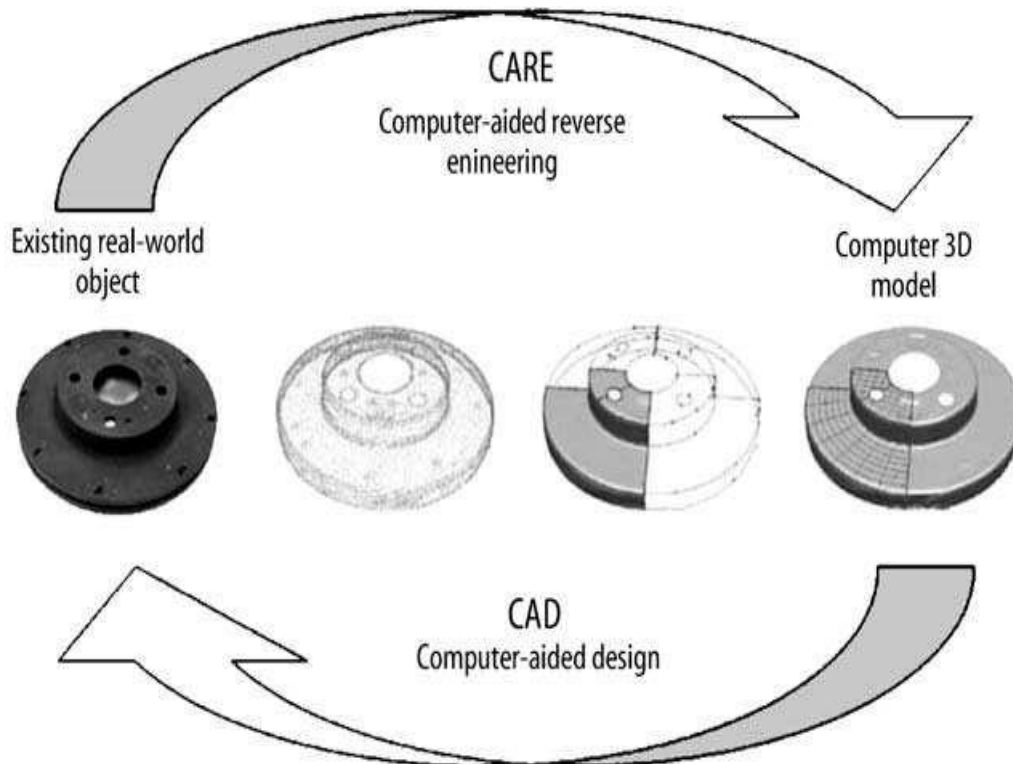 CARE
Computer-aided reverse
enineering
Existing real-world
object
Computer 3D
model
CAD
Computer-aided design